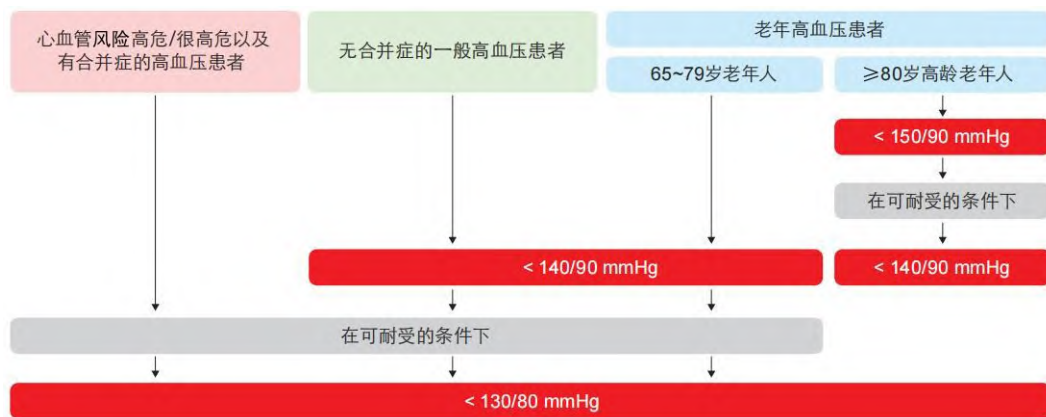 心血管风险高危/很高危以及
有合并症的高血压患者
无合并症的一般高血压患者
老年高血压患者
65~79岁老年人
≥80岁高龄老年人
< 150/90 mmHg
在可耐受的条件下
< 140/90 mmHg
< 140/90 mmHg
在可耐受的条件下
< 130/80 mmHg